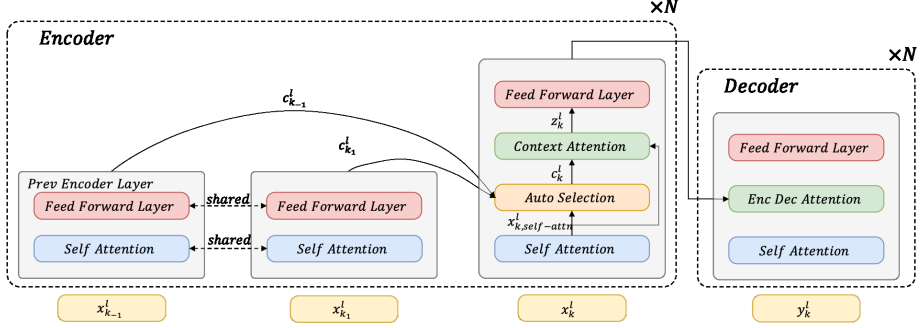 ×N
Encoder
×N
Decoder
c^l_{k-1}
c^l_{k_1}
Feed Forward Layer
z^l_k
Context Attention
c^l_k
Auto Selection
x^l_{k,self-attn}
Self Attention
Prev Encoder Layer
Feed Forward Layer
shared
Feed Forward Layer
Self Attention
shared
Self Attention
Feed Forward Layer
Enc Dec Attention
Self Attention
x^l_{k-1}
x^l_{k_1}
x^l_k
y^l_k